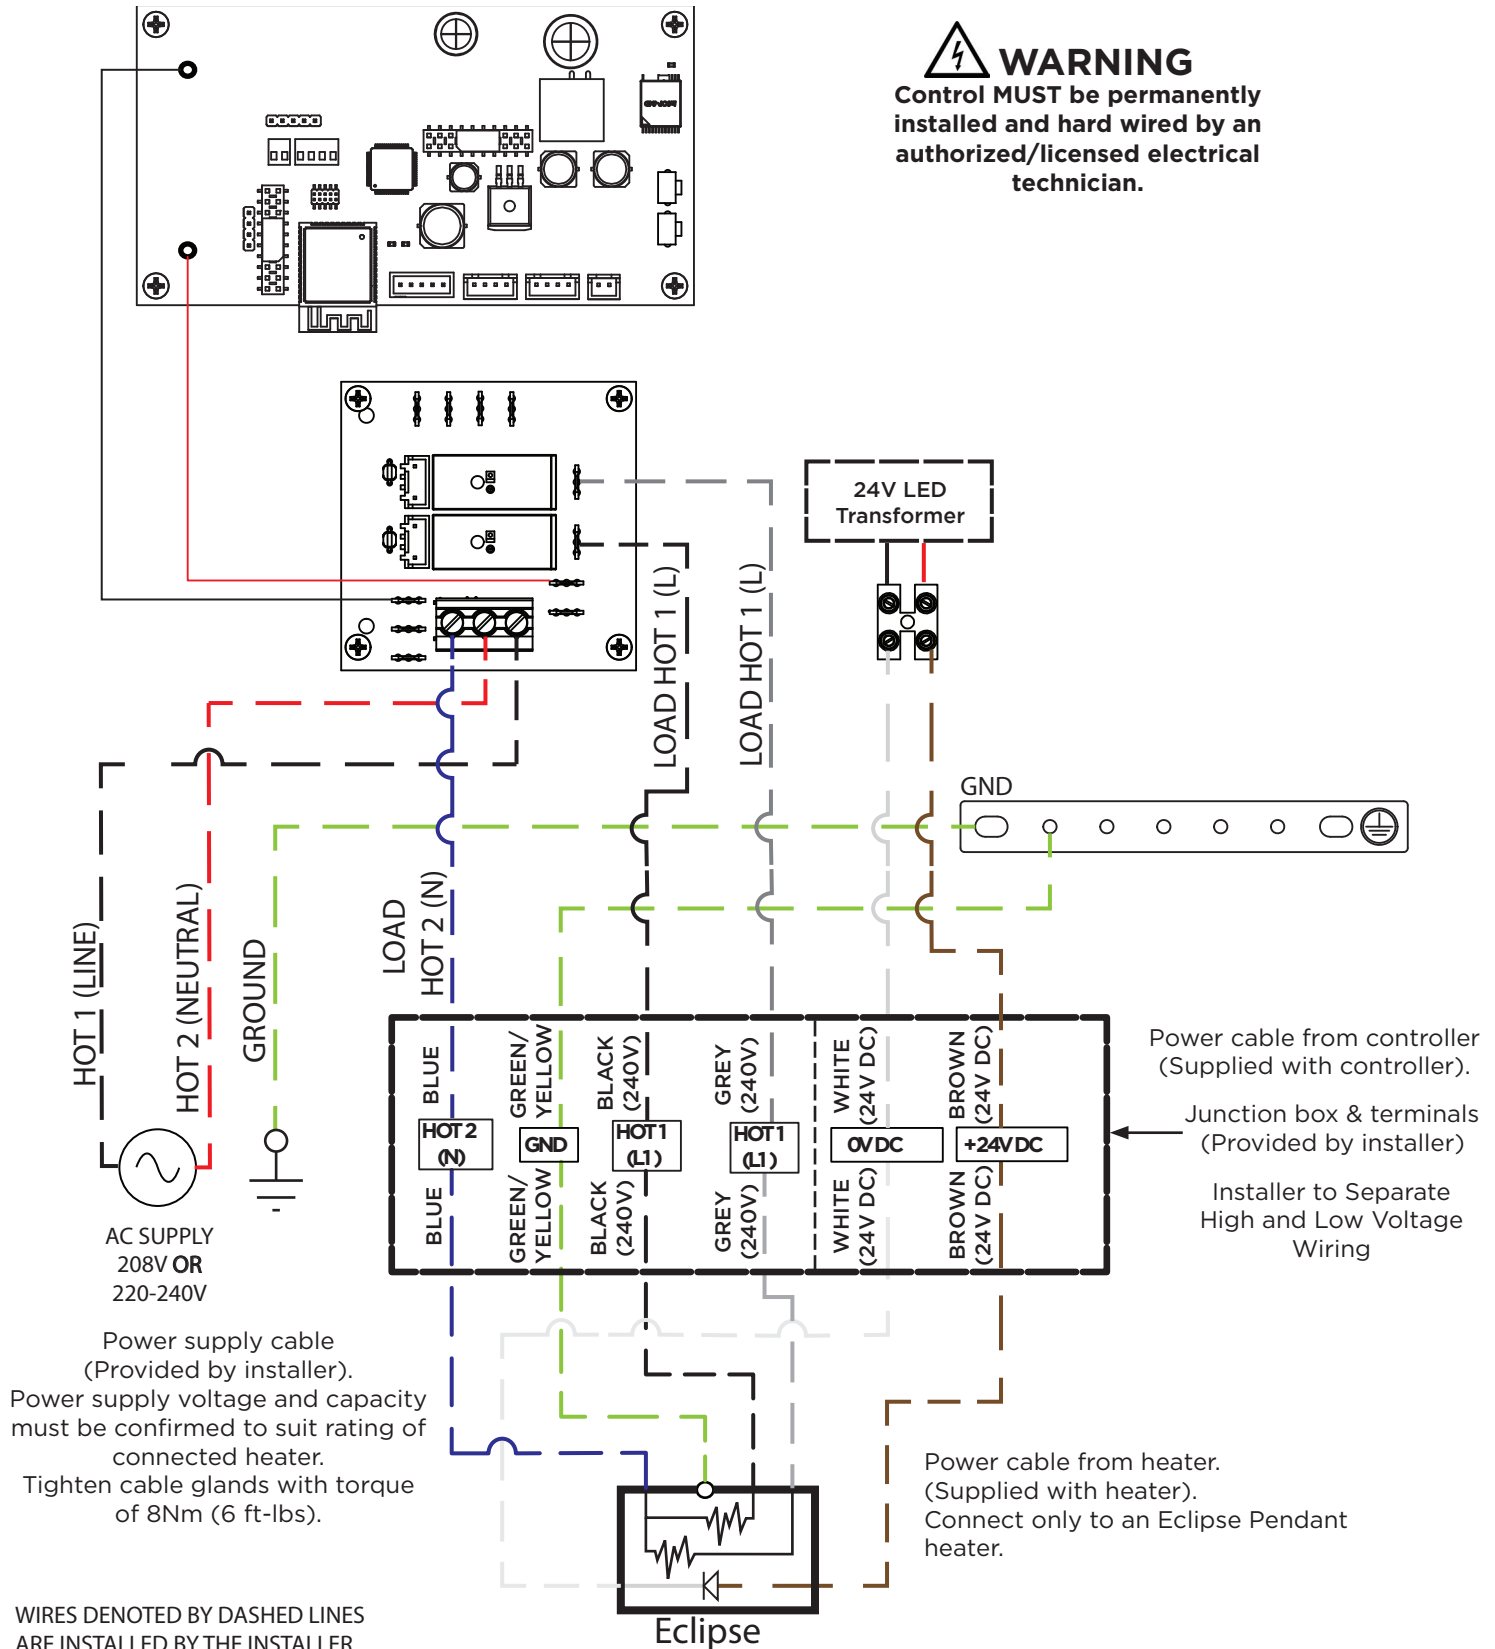 WARNING
Control MUST be permanently
installed and hard wired by an
authorized/licensed electrical
technician.
24V LED
Transformer
LOAD HOT 1 (L)
LOAD HOT 1 (L)
GND
HOT 1 (LINE)
HOT 2 (NEUTRAL)
GROUND
LOAD
HOT 2 (N)
BLUE
GREEN/
YELLOW
BLACK
(240V)
GREY
(240V)
WHITE
(24V DC)
BROWN
(24V DC)
HOT 2
(N)
GND
HOT 1
(L1)
HOT 1
(L1)
0V DC
+24V DC
BLUE
GREEN/
YELLOW
BLACK
(240V)
GREY
(240V)
WHITE
(24V DC)
BROWN
(24V DC)
Power cable from controller
(Supplied with controller).
Junction box & terminals
(Provided by installer)
Installer to Separate
High and Low Voltage
Wiring
AC SUPPLY
208V OR
220-240V
Power supply cable
(Provided by installer).
Power supply voltage and capacity
must be confirmed to suit rating of
connected heater.
Tighten cable glands with torque
of 8Nm (6 ft-lbs).
Power cable from heater.
(Supplied with heater).
Connect only to an Eclipse Pendant
heater.
Eclipse
WIRES DENOTED BY DASHED LINES
ARE INSTALLED BY THE INSTALLER